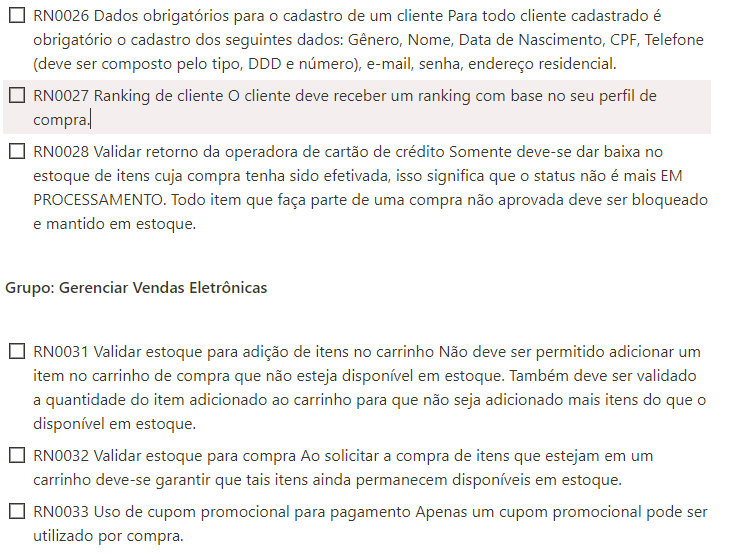 RN0026 Dados obrigatórios para o cadastro de um cliente Para todo cliente cadastrado é
obrigatório o cadastro dos seguintes dados: Gênero, Nome, Data de Nascimento, CPF, Telefone
(deve ser composto pelo tipo, DDD e número), e-mail, senha, endereço residencial.
RN0027 Ranking de cliente O cliente deve receber um ranking com base no seu perfil de
compra.
RN0028 Validar retorno da operadora de cartão de crédito Somente deve-se dar baixa no
estoque de itens cuja compra tenha sido efetivada, isso significa que o status não é mais EM
PROCESSAMENTO. Todo item que faça parte de uma compra não aprovada deve ser bloqueado
e mantido em estoque.
Grupo: Gerenciar Vendas Eletrônicas
RN0031 Validar estoque para adição de itens no carrinho Não deve ser permitido adicionar um
item no carrinho de compra que não esteja disponível em estoque. Também deve ser validado
a quantidade do item adicionado ao carrinho para que não seja adicionado mais itens do que o
disponível em estoque.
RN0032 Validar estoque para compra Ao solicitar a compra de itens que estejam em um
carrinho deve-se garantir que tais itens ainda permanecem disponíveis em estoque.
RN0033 Uso de cupom promocional para pagamento Apenas um cupom promocional pode ser
utilizado por compra.